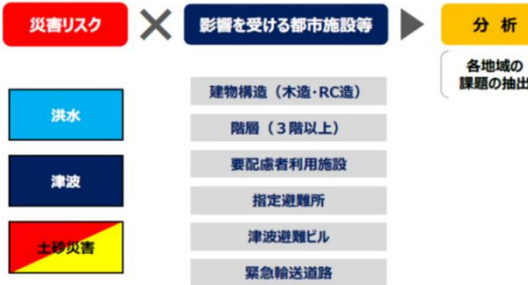 災害リスク
影響を受ける都市施設等
分 析
各地域の
課題の抽出
建物構造（木造・RC造）
洪水
階層（３階以上）
要配慮者利用施設
津波
指定避難所
津波避難ビル
土砂災害
緊急輸送道路